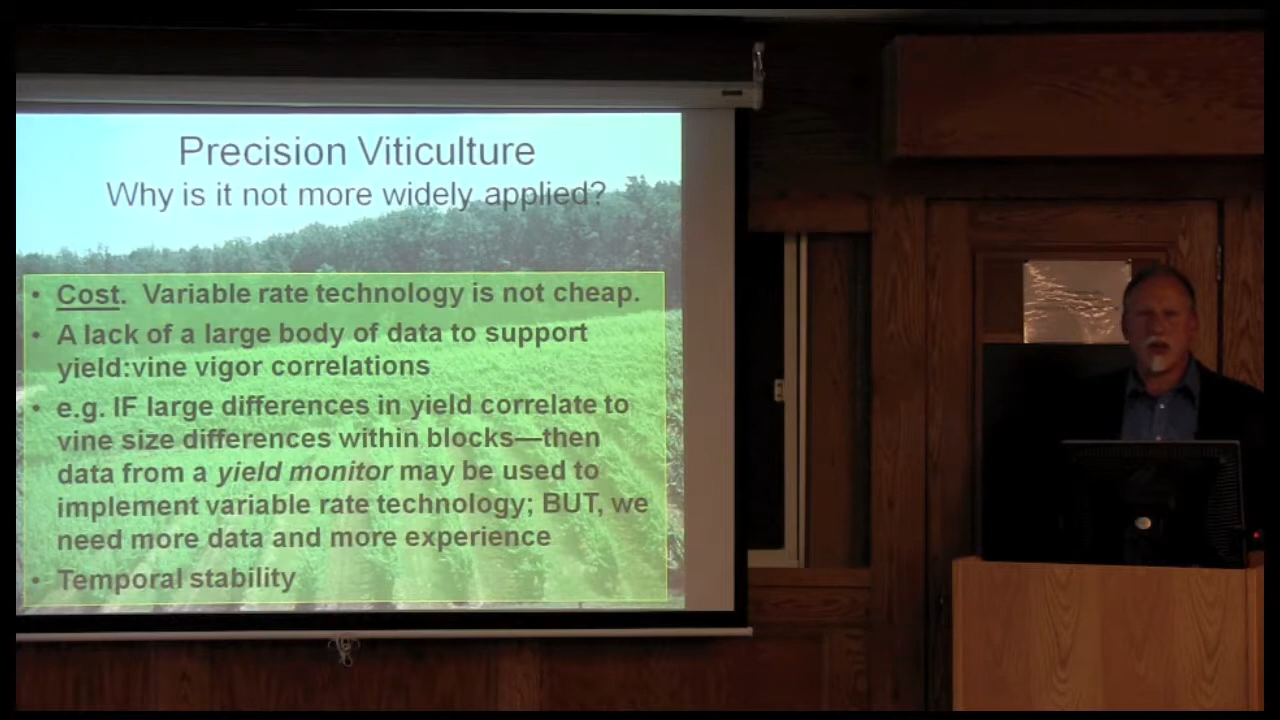 Precision Viticulture
Why is it not more widely applied?
• Cost. Variable rate technology is not cheap.
• A lack of a large body of data to support
yield:vine vigor correlations
• e.g. IF large differences in yield correlate to
vine size differences within blocks—then
data from a yield monitor may be used to
implement variable rate technology; BUT, we
need more data and more experience
• Temporal stability